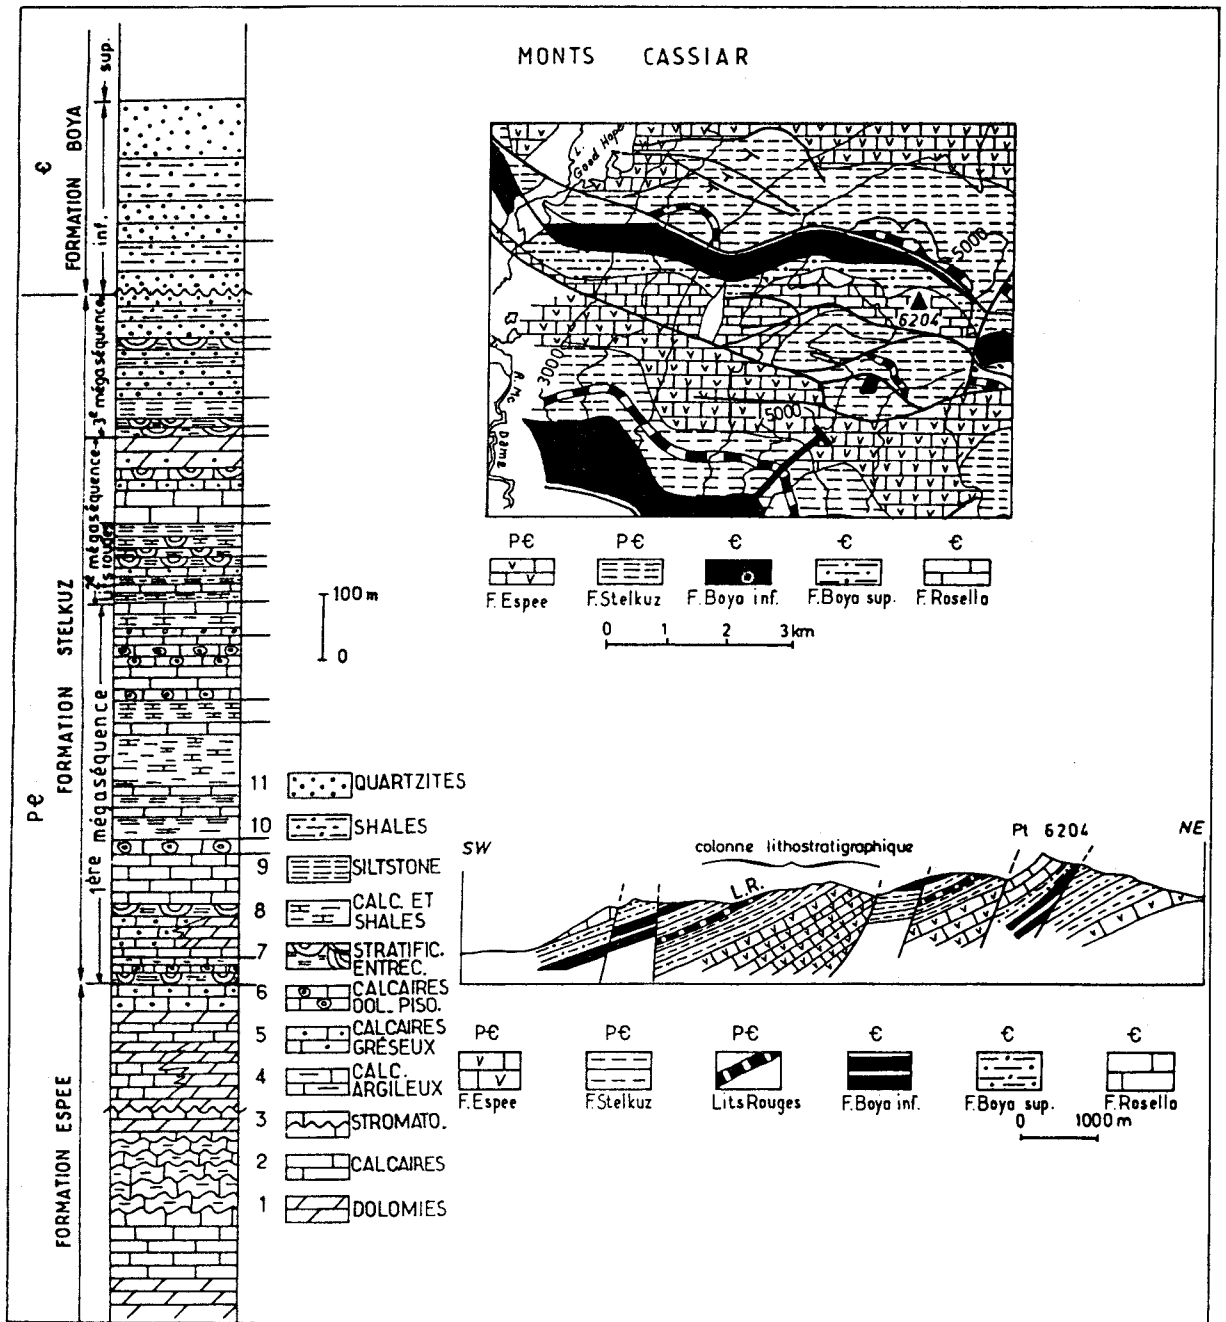 MONTS CASSIAR
sup.
inf.
FORMATION BOYA
Є
3e mégaséquence
2e mégaséquence
Lits rouges
1ère mégaséquence
FORMATION STELKUZ
PЄ
FORMATION ESPEE
100 m
0
L. Good Hope
5000
6204
3000
R. Mc Dame
5000
PЄ PЄ Є Є Є
F. Espee F. Stelkuz F. Boya inf. F. Boya sup. F. Rosella
0 1 2 3 km
11 QUARTZITES
10 SHALES
9 SILTSTONE
8 CALC. ET SHALES
7 STRATIFIC. ENTREC.
6 CALCAIRES DOL. PISO.
5 CALCAIRES GRÉSEUX
4 CALC. ARGILEUX
3 STROMATO.
2 CALCAIRES
1 DOLOMIES
SW
colonne lithostratigraphique
Pt 6204
NE
L.R.
PЄ PЄ PЄ Є Є Є
F. Espee F. Stelkuz Lits Rouges F. Boya inf. F. Boya sup. F. Rosella
0 1000 m